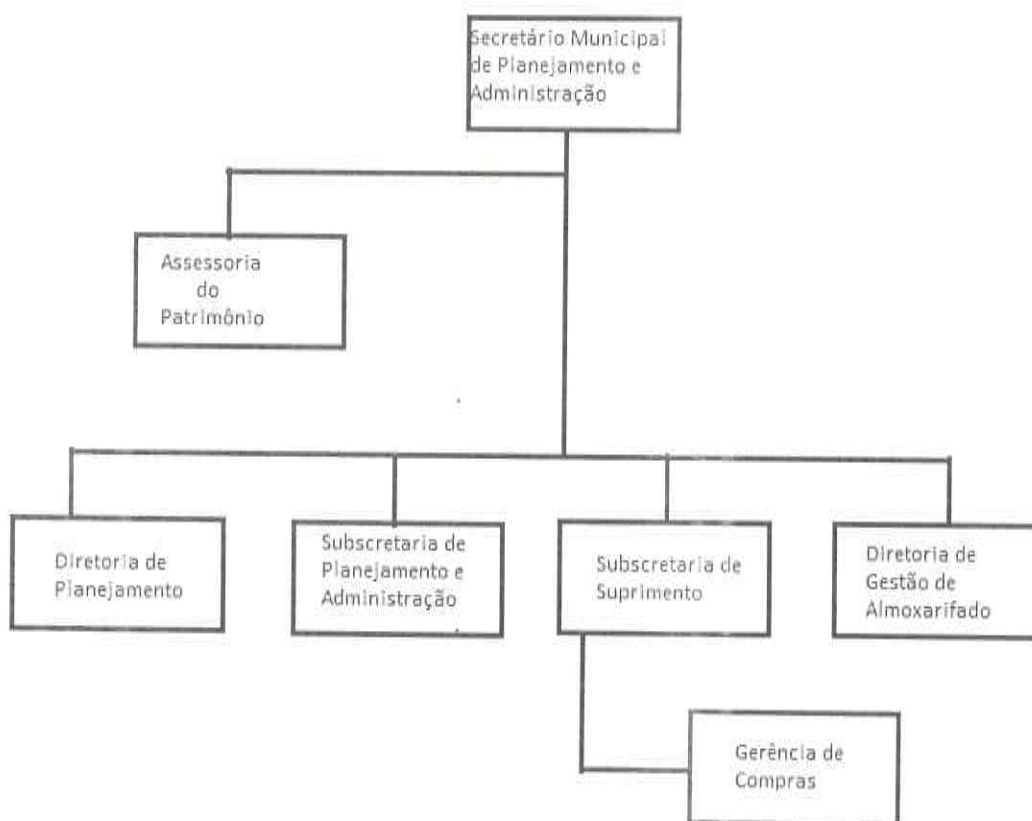 Secretário Municipal
de Planejamento e
Administração
Assessoria
do
Patrimônio
Diretoria de
Planejamento
Subscretaria de
Planejamento e
Administração
Subscretaria de
Suprimento
Diretoria de
Gestão de
Almoxarifado
Gerência de
Compras